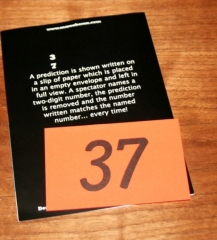 3
7
A prediction is shown written on
a slip of paper which is placed
in an empty envelope and left in
full view. A spectator names a
two-digit number, the prediction
is removed and the number
written matches the named
number... every time!
37